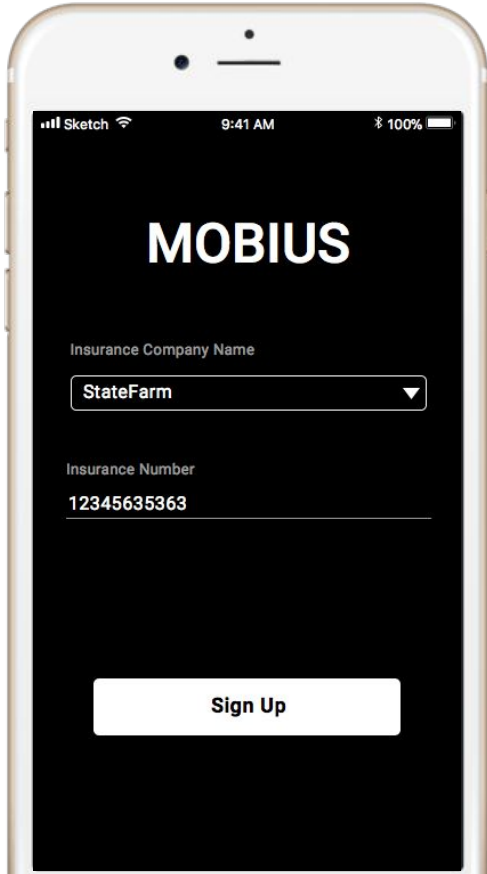 Sketch 9:41 AM 100%
MOBIUS
Insurance Company Name
StateFarm
Insurance Number
12345635363
Sign Up